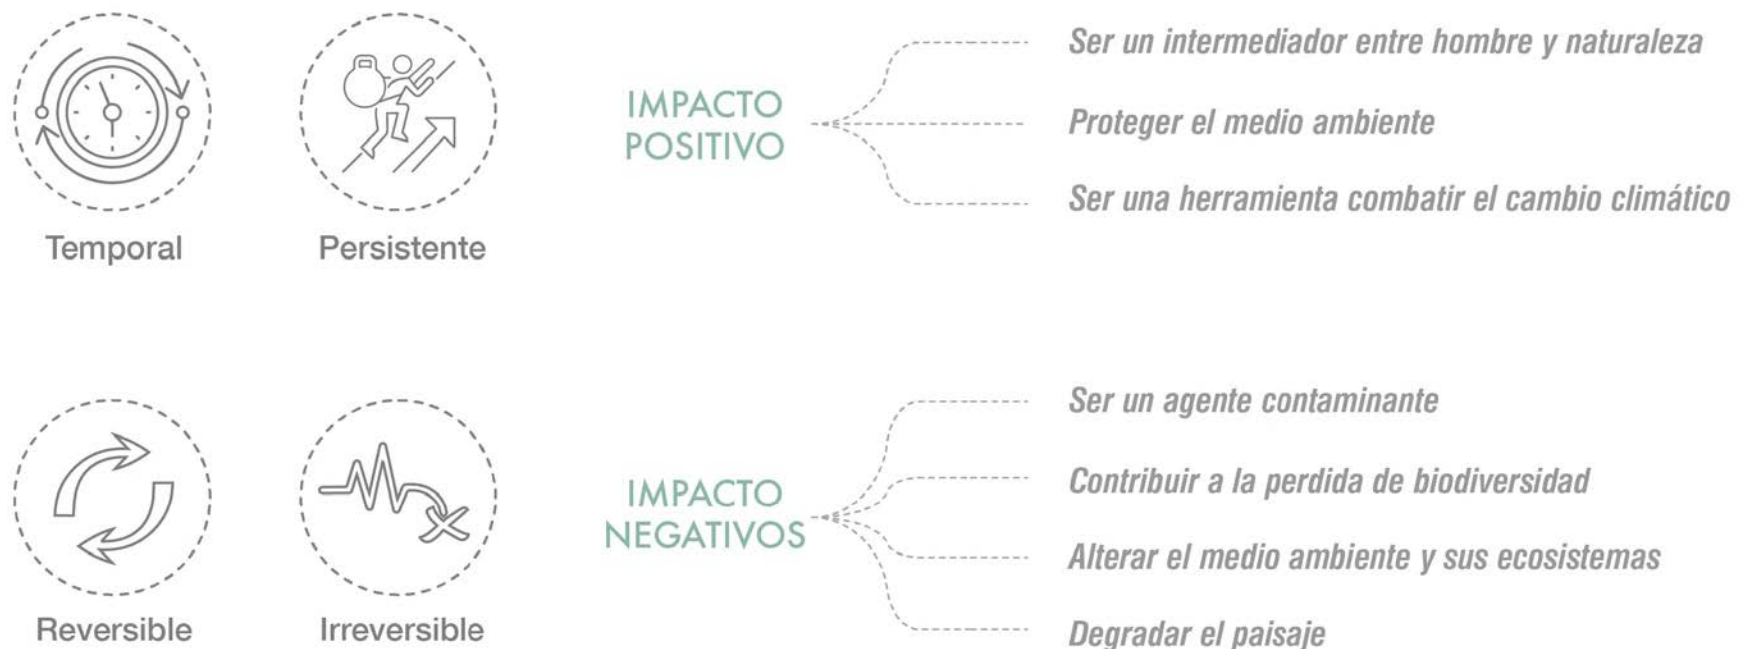 Temporal
Persistente
IMPACTO
POSITIVO
Ser un intermediador entre hombre y naturaleza
Proteger el medio ambiente
Ser una herramienta combatir el cambio climático
Reversible
Irreversible
IMPACTO
NEGATIVOS
Ser un agente contaminante
Contribuir a la perdida de biodiversidad
Alterar el medio ambiente y sus ecosistemas
Degradar el paisaje